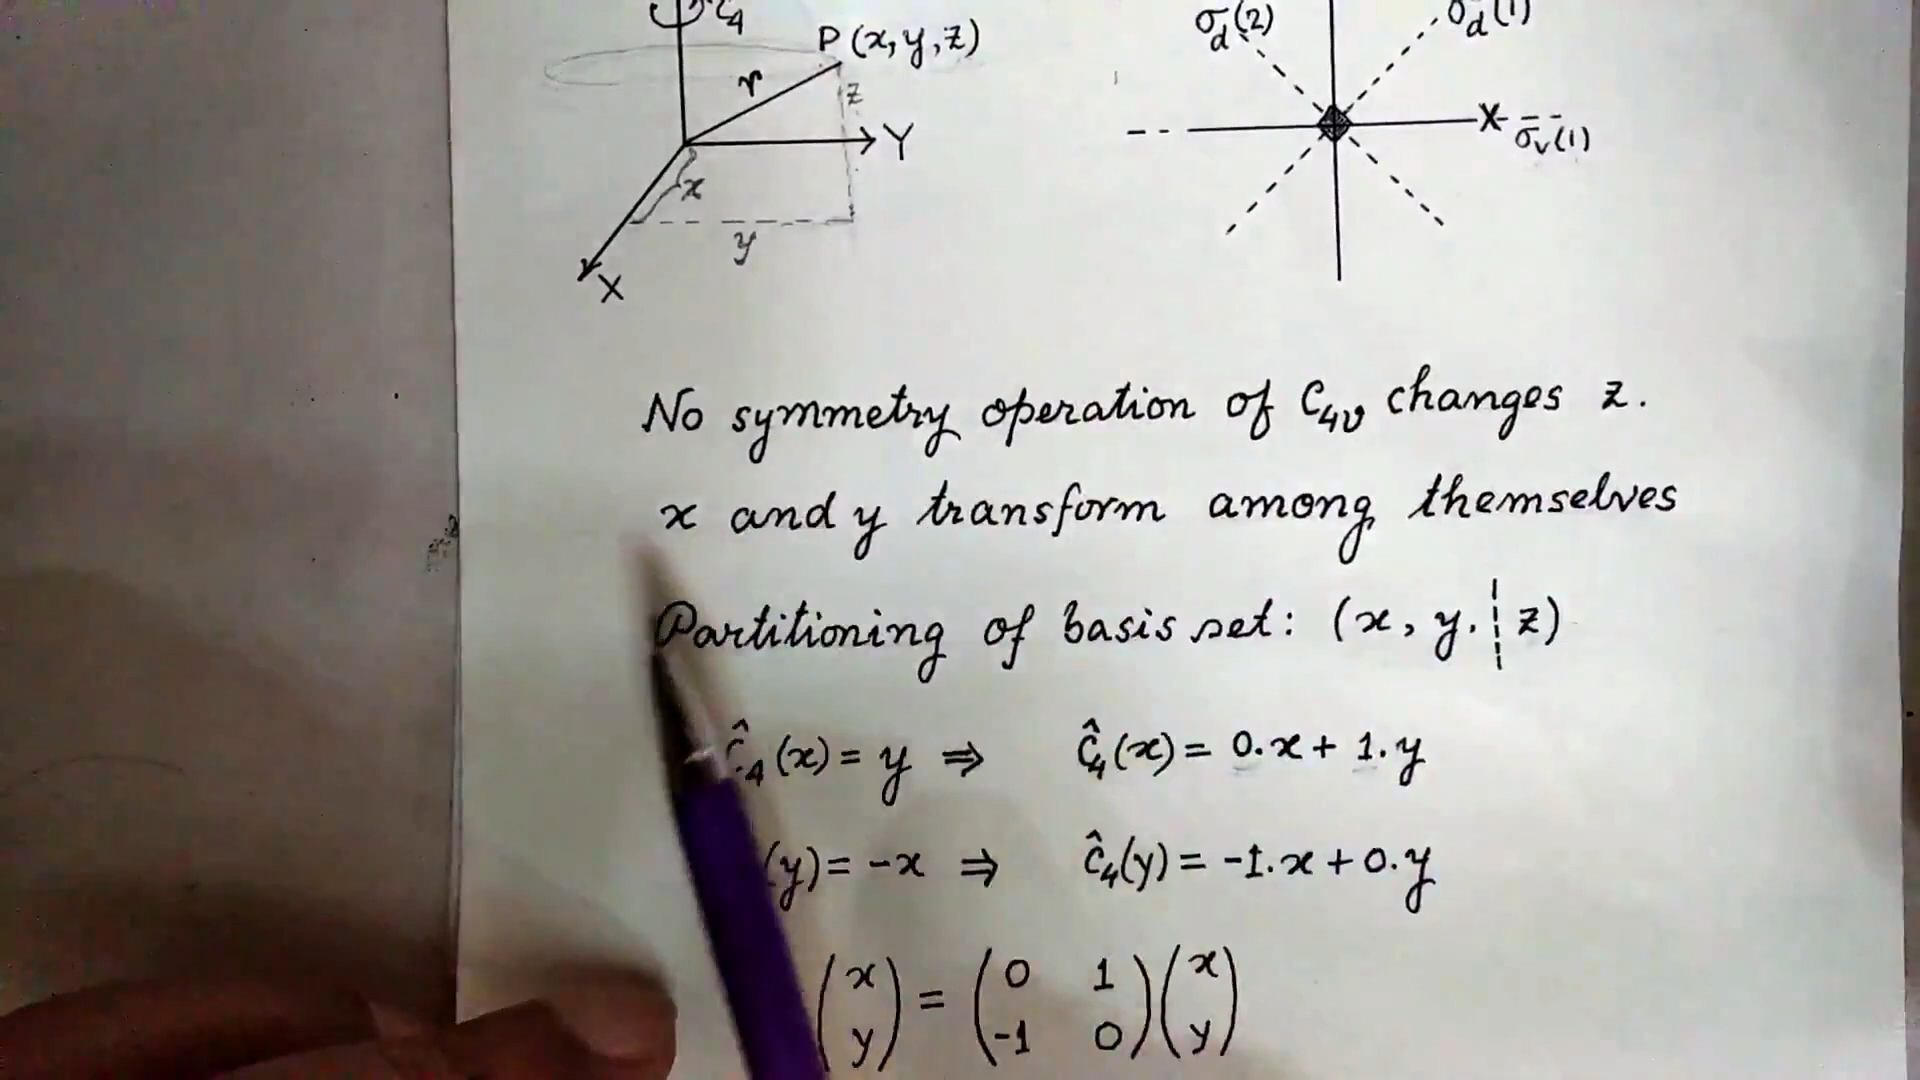 C4
P (x, y, z)
r
z
Y
x
y
X
σd(2)
σd(1)
X
σv(1)
No symmetry operation of C4v changes z.
x and y transform among themselves
Partitioning of basis set: (x, y. ¦ z)
Ĉ4 (x) = y ⇒ Ĉ4 (x) = 0.x + 1.y
(y) = -x ⇒ Ĉ4 (y) = -1.x + 0.y
(x y) = (0 1 -1 0) (x y)